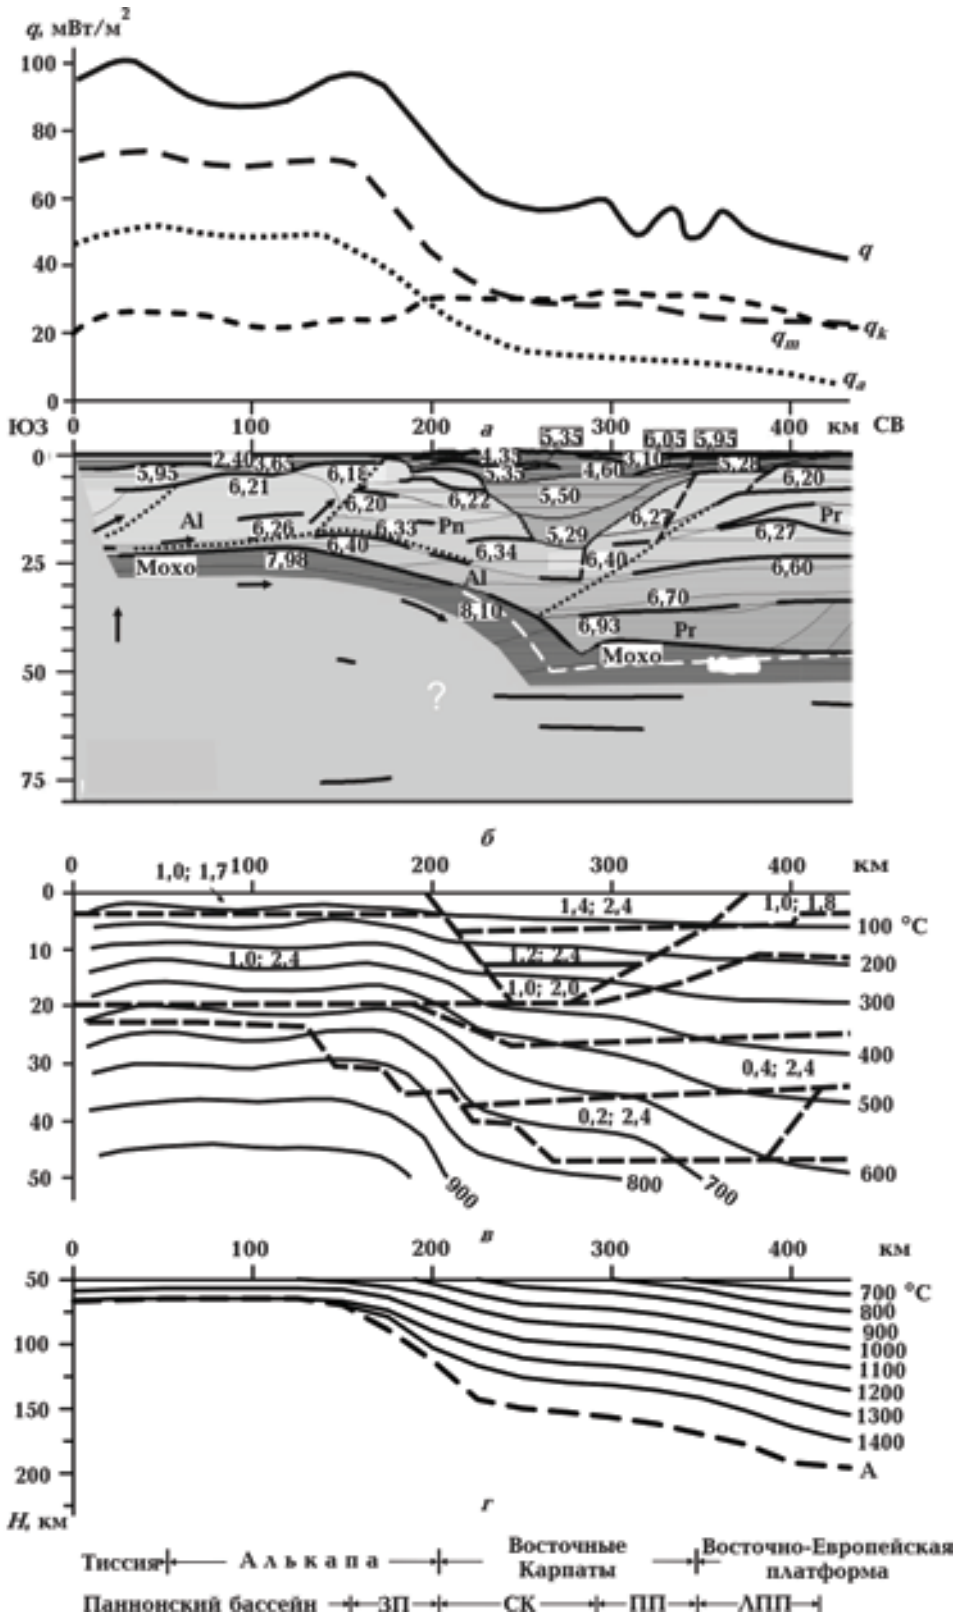 q, мВт/м²
100
80
60
40
20
0
q
qk
qm
qa
ЮЗ 0 100 200 а 300 400 км СВ
5,35 6,05 5,95
0
2,40 3,65 4,35 3,10 5,28
5,95 6,18 5,35 4,60 6,20
6,21 6,20 6,22 5,50
Al 6,26 6,33 Pn 5,29 6,27 6,27 Pr
25
6,40 6,34 6,40 6,60
7,98 Al
Мохо 8,10 6,70
6,93 Pr
50
Мохо
?
75
б
0 100 200 300 400 км
1,0; 1,7
0
1,4; 2,4 1,0; 1,8
100 °С
10
1,0; 2,4 1,2; 2,4 200
1,0; 2,0
20
300
30
400
0,4; 2,4
40
0,2; 2,4 500
50
900 800 700 600
в
0 100 200 300 400 км
50
700 °С
800
900
100
1000
1100
1200
150
1300
1400
200
А
H, км
г
Тиссия Алькапа Восточные Карпаты Восточно-Европейская платформа
Паннонский бассейн ЗП СК ПП ЛПП